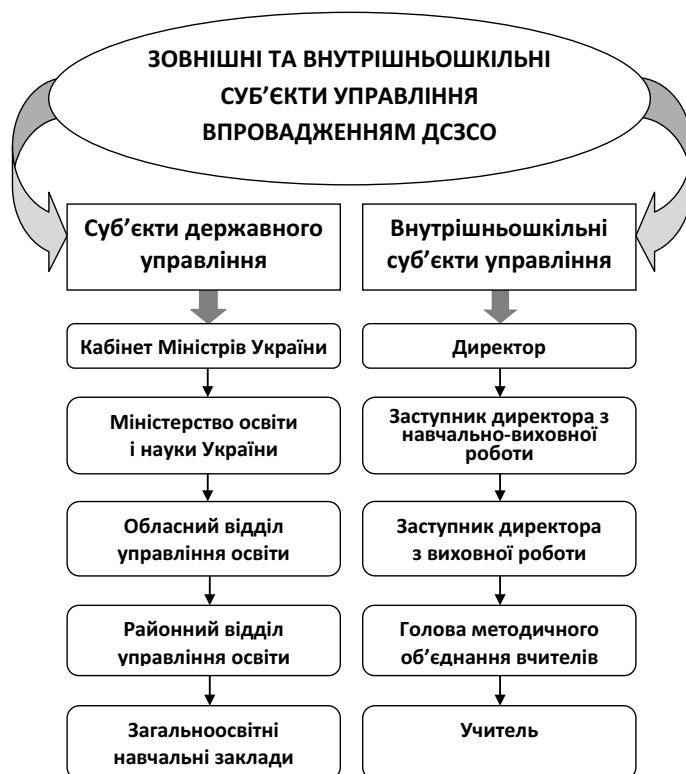 ЗОВНІШНІ ТА ВНУТРІШНЬОШКІЛЬНІ
СУБ’ЄКТИ УПРАВЛІННЯ
ВПРОВАДЖЕННЯМ ДСЗСО
Суб’єкти державного
управління
Кабінет Міністрів України
Міністерство освіти
і науки України
Обласний відділ
управління освіти
Районний відділ
управління освіти
Загальноосвітні
навчальні заклади
Внутрішньошкільні
суб’єкти управління
Директор
Заступник директора з
навчально-виховної
роботи
Заступник директора
з виховної роботи
Голова методичного
об’єднання вчителів
Учитель